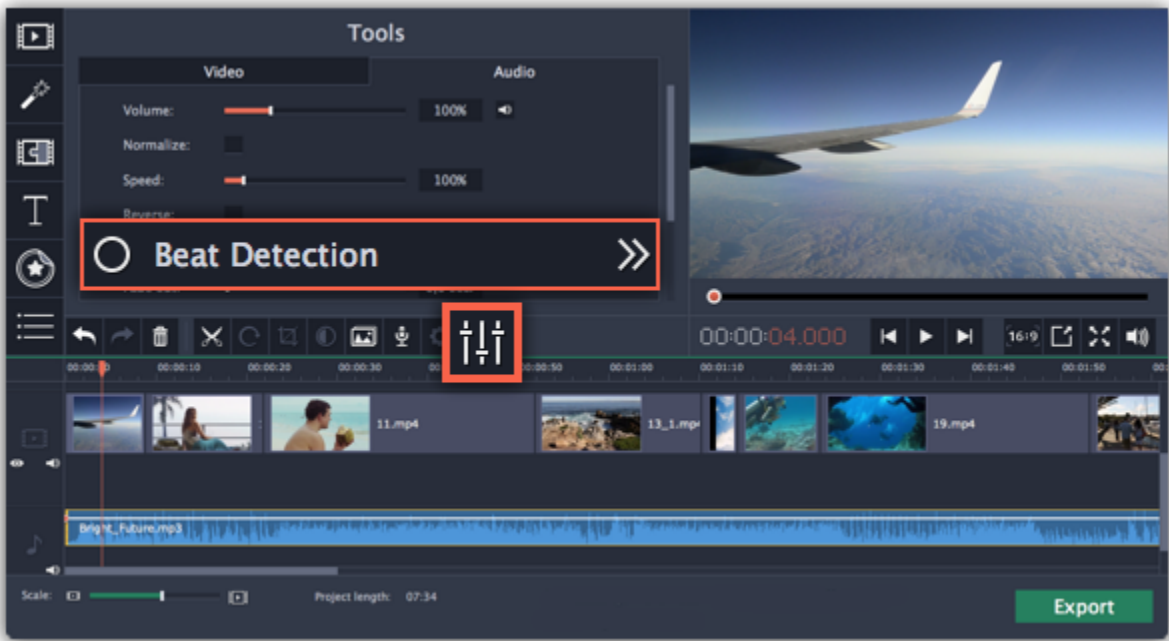 Tools
Video Audio
Volume: 100%
Normalize:
Speed: 100%
Reverse:
Beat Detection
T
00:00:04.000
16:9
00:00:10 00:00:20 00:00:30 00:00:50 00:01:00 00:01:10 00:01:20 00:01:30 00:01:40 00:01:50
11.mp4 13_1.mp 19.mp4
Bright_Future.mp3
Scale: Project length: 07:34
Export